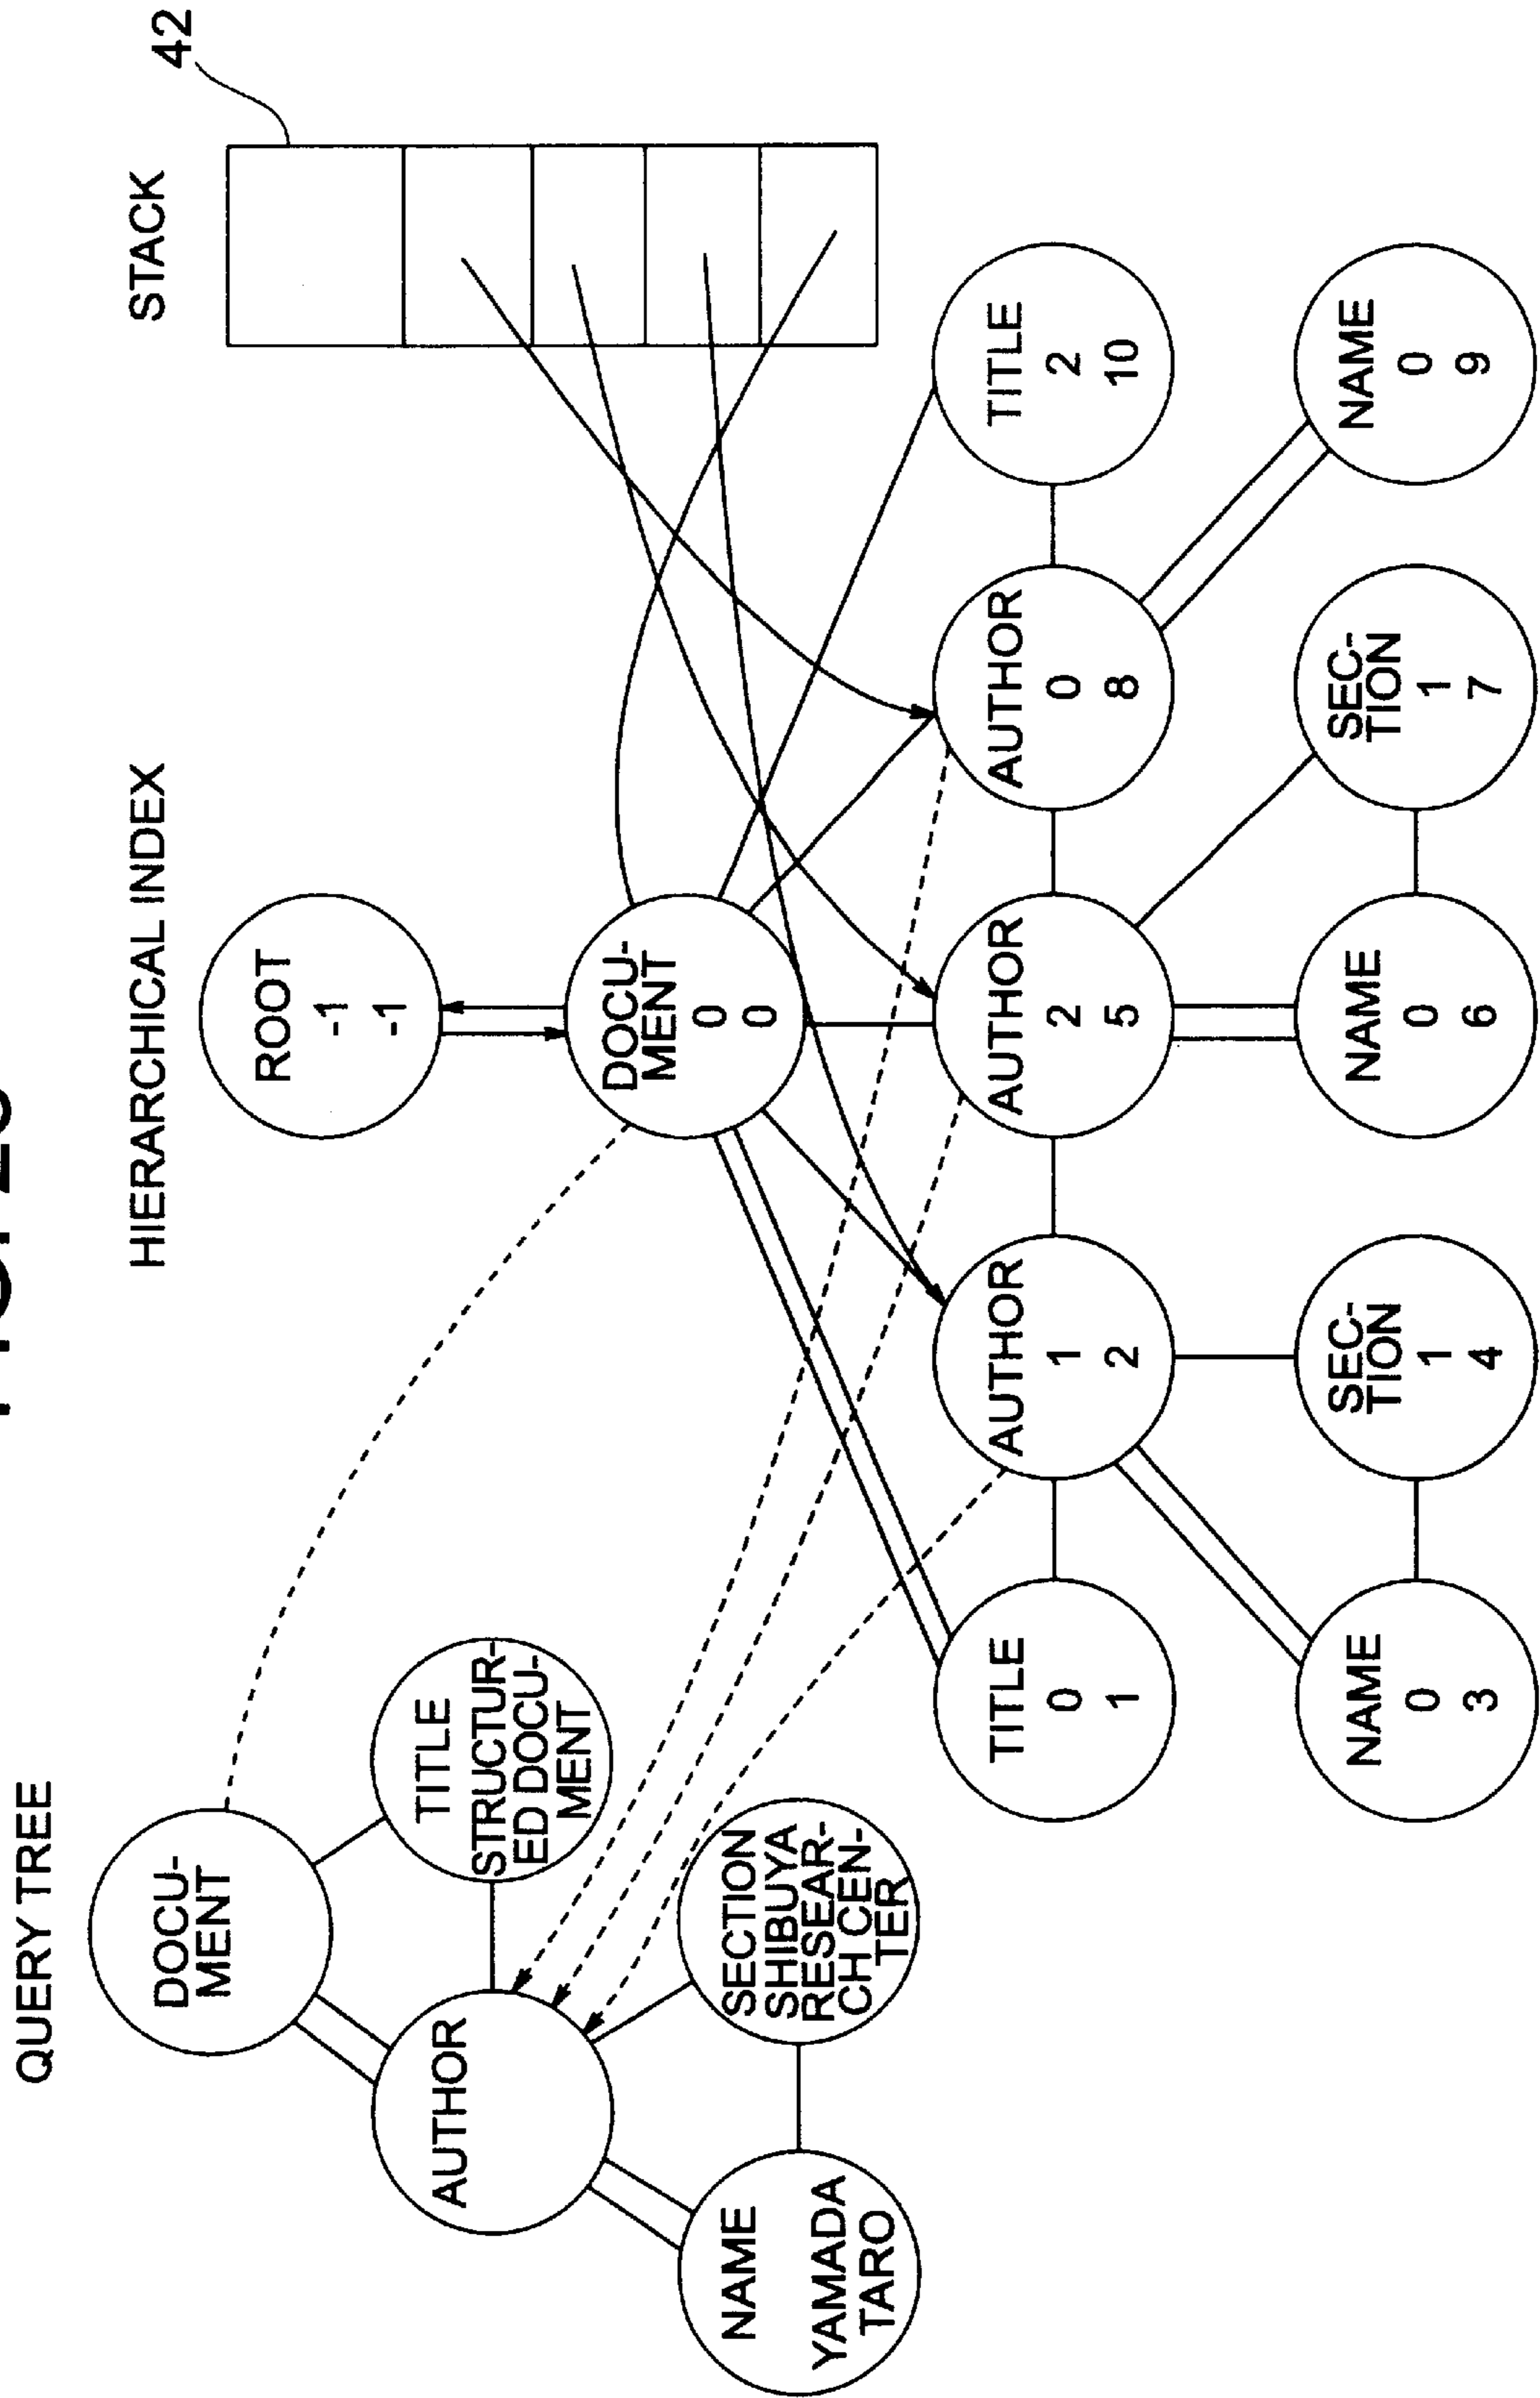 QUERY TREE
DOCU-
MENT
AUTHOR
TITLE
STRUCTUR-
ED DOCU-
MENT
NAME
YAMADA
TARO
SECTION
SHIBUYA
RESEAR-
CH CEN-
TER
HIERARCHICAL INDEX
ROOT
-1
-1
DOCU-
MENT
0
0
TITLE
0
1
AUTHOR
1
2
AUTHOR
2
5
AUTHOR
0
8
TITLE
2
10
NAME
0
3
SEC-
TION
1
4
NAME
0
6
SEC-
TION
1
7
NAME
0
9
STACK
42